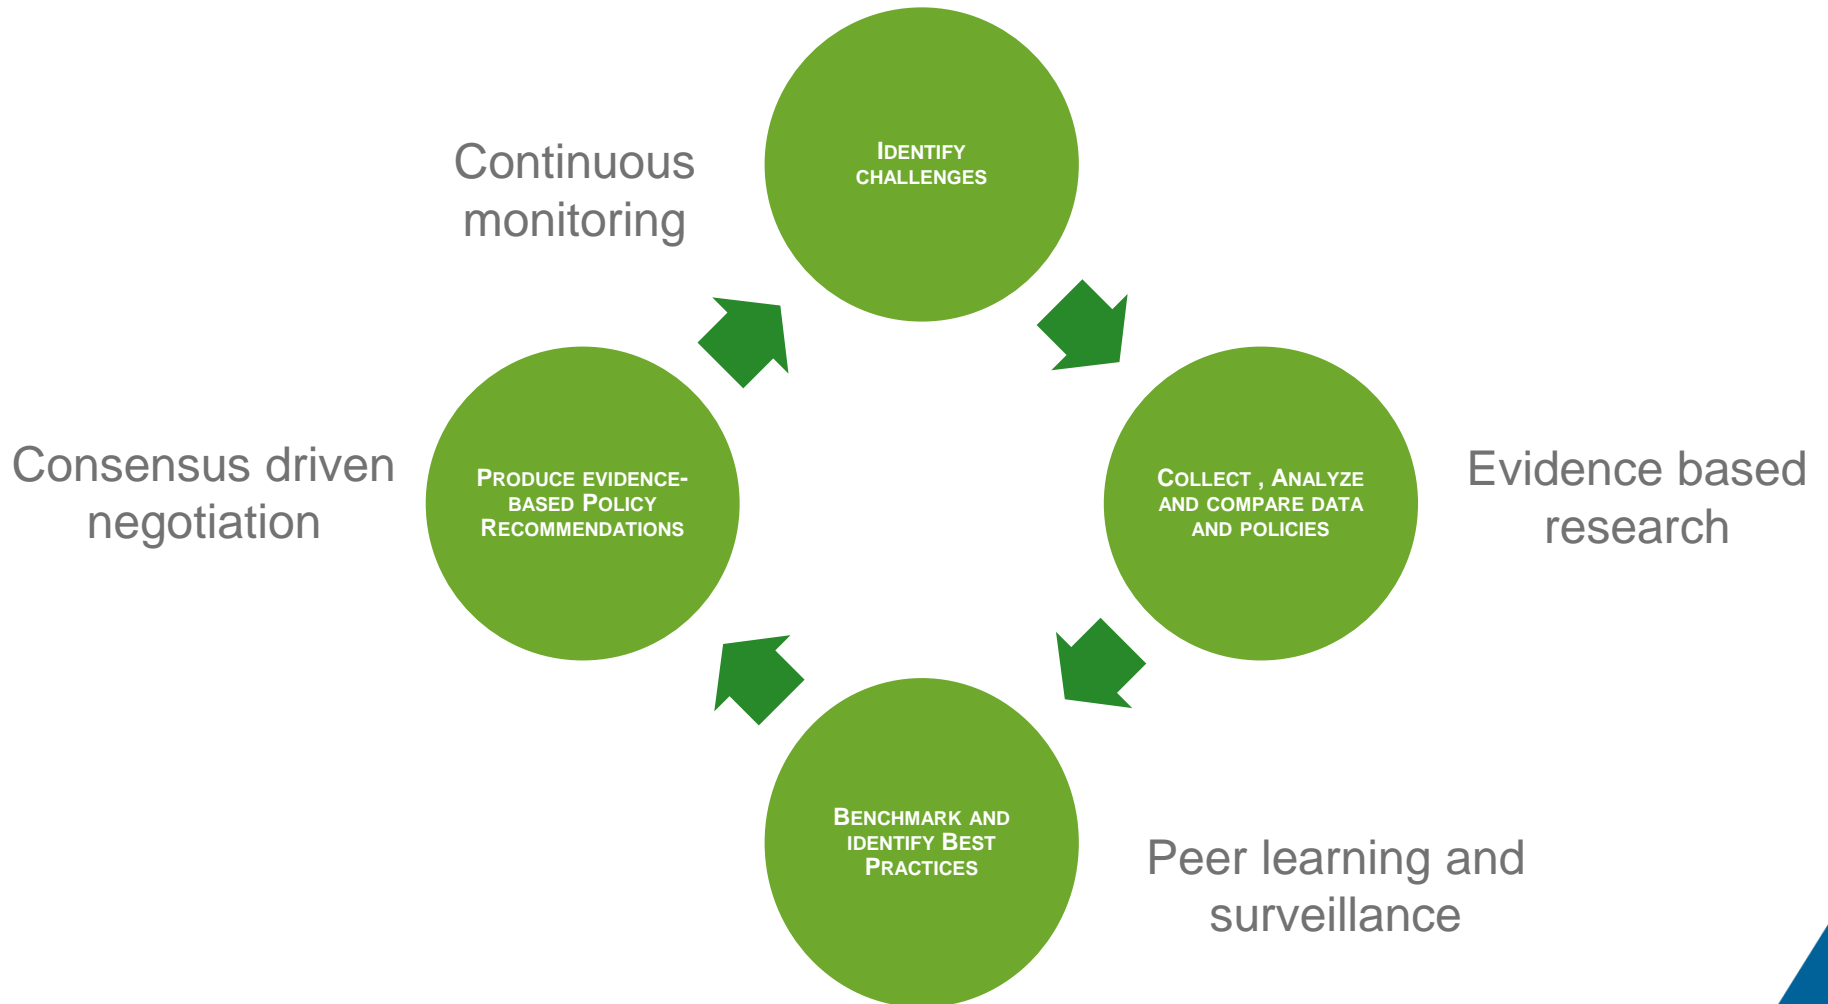 Continuous
monitoring
IDENTIFY
CHALLENGES
Consensus driven
negotiation
PRODUCE EVIDENCE-
BASED POLICY
RECOMMENDATIONS
COLLECT , ANALYZE
AND COMPARE DATA
AND POLICIES
Evidence based
research
BENCHMARK AND
IDENTIFY BEST
PRACTICES
Peer learning and
surveillance